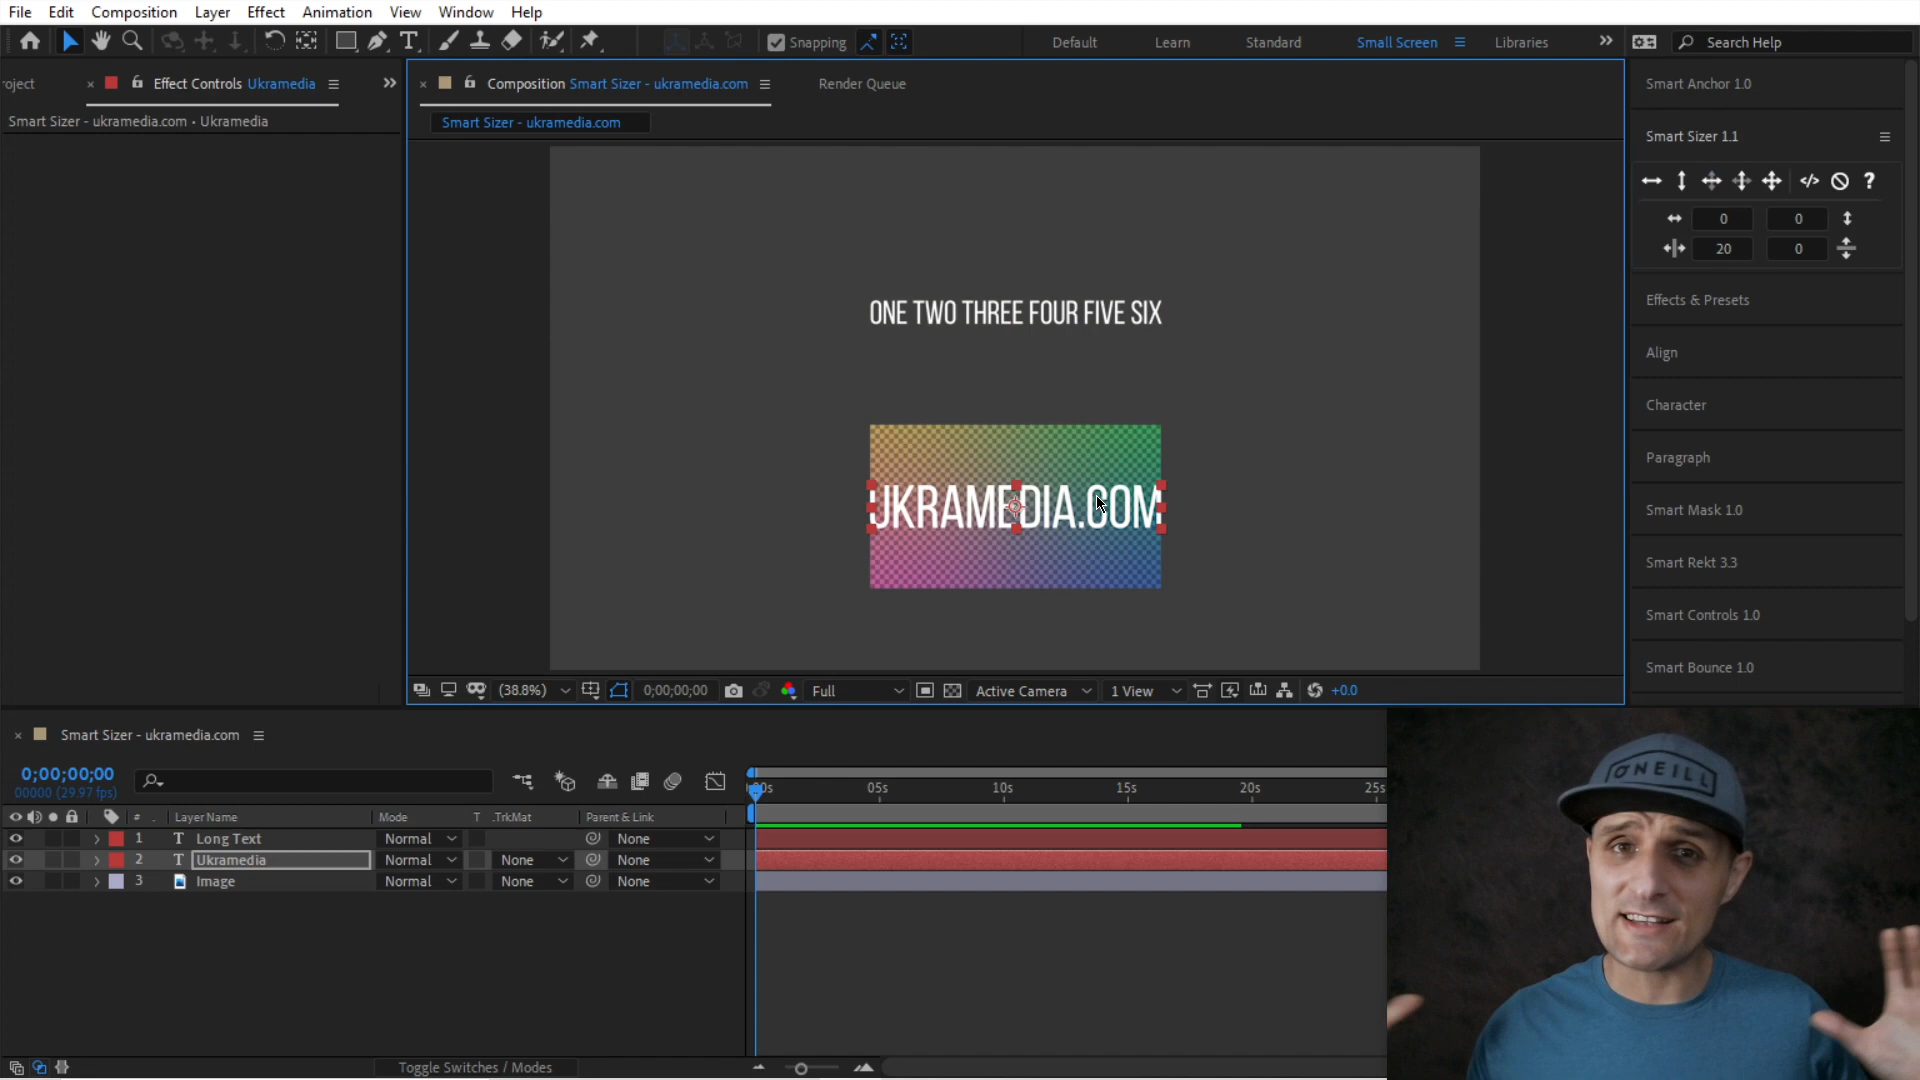 File Edit Composition Layer Effect Animation View Window Help
Snapping
Default Learn Standard Small Screen Libraries
Search Help
roject
Effect Controls Ukramedia
Smart Sizer - ukramedia.com • Ukramedia
Composition Smart Sizer - ukramedia.com
Render Queue
Smart Sizer - ukramedia.com
ONE TWO THREE FOUR FIVE SIX
UKRAMEDIA.COM
(38.8%) 0;00;00;00 Full Active Camera 1 View +0.0
Smart Anchor 1.0
Smart Sizer 1.1
</> ?
0 0
20 0
Effects & Presets
Align
Character
Paragraph
Smart Mask 1.0
Smart Rekt 3.3
Smart Controls 1.0
Smart Bounce 1.0
Smart Sizer - ukramedia.com
0;00;00;00
00000 (29.97 fps)
00s 05s 10s 15s 20s 25s
# . Layer Name Mode T .TrkMat Parent & Link
1 T Long Text Normal None
2 T Ukramedia Normal None None
3 Image Normal None None
Toggle Switches / Modes
ONEILL